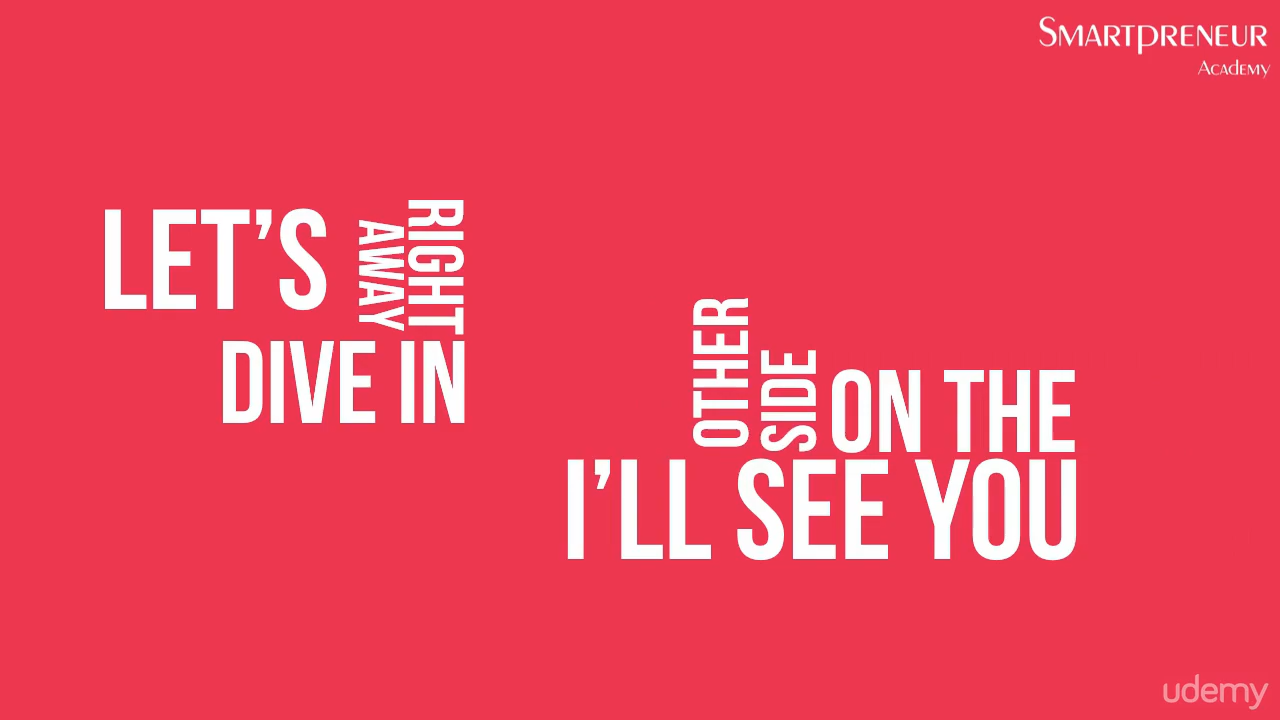 SMARTPRENEUR
ACADEMY
LET’S
RIGHT
AWAY
DIVE IN
OTHER
SIDE
ON THE
I’LL SEE YOU
udemy